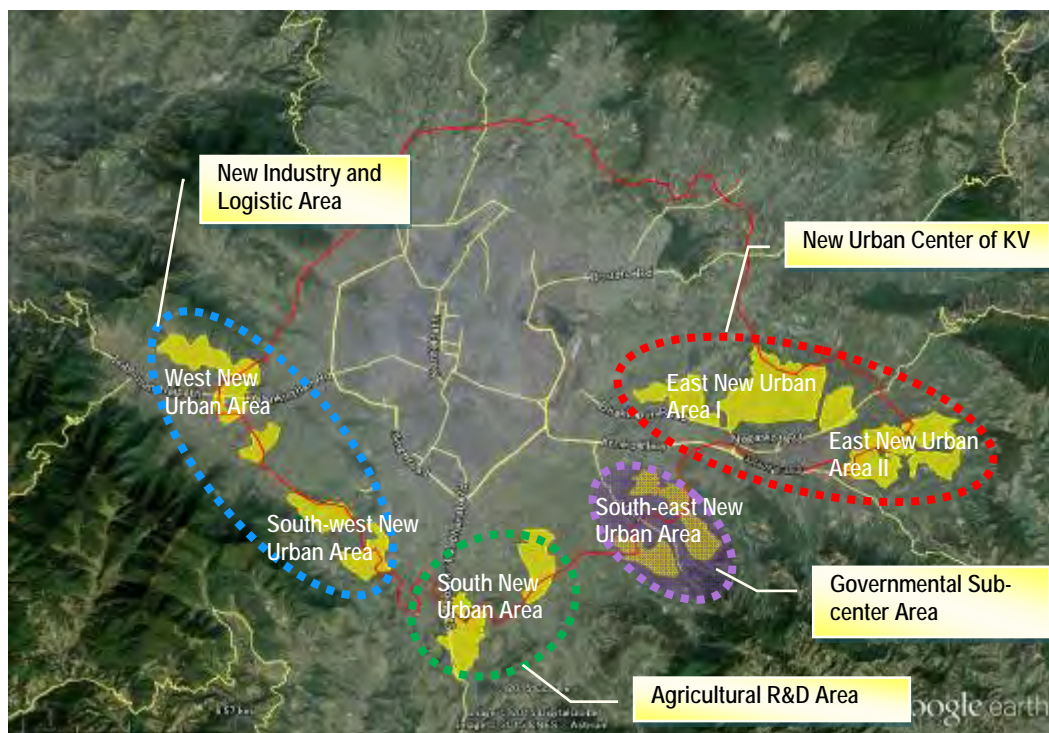 New Industry and
Logistic Area
New Urban Center of KV
West New
Urban Area
East New Urban
Area I
East New Urban
Area II
South-west New
Urban Area
South-east New
Urban Area
South New
Urban Area
Governmental Sub-
center Area
Agricultural R&D Area
google earth